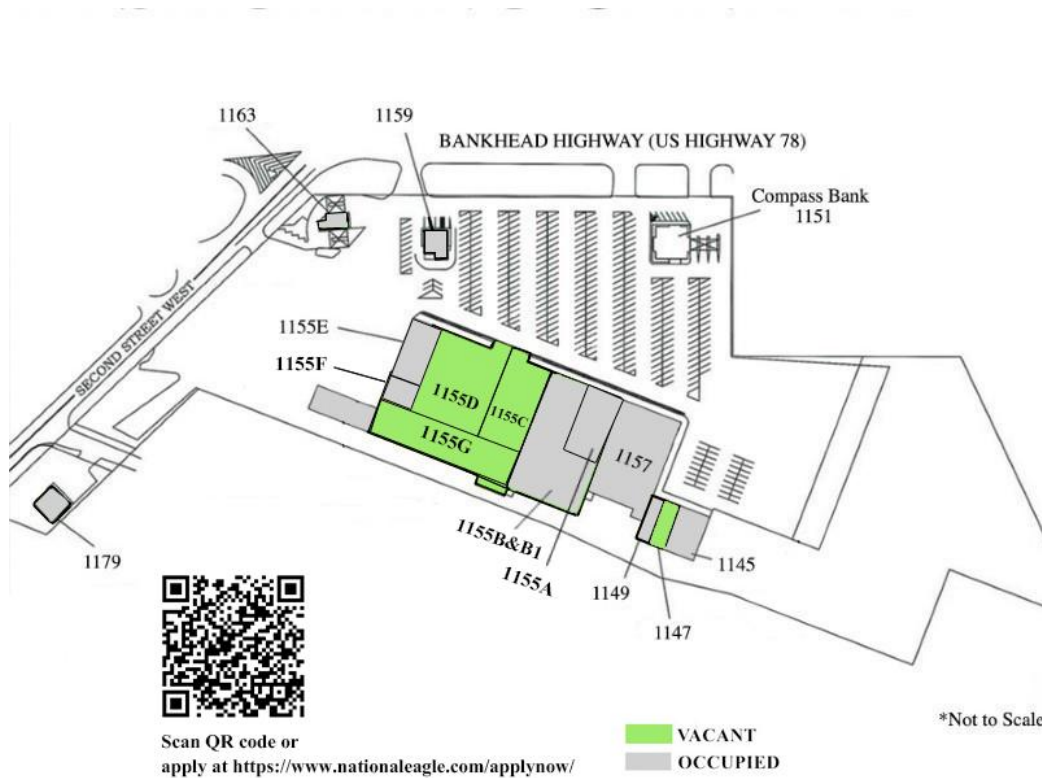 1163
1159
BANKHEAD HIGHWAY (US HIGHWAY 78)
Compass Bank
1151
SECOND STREET WEST
1155E
1155F
1155D
1155C
1155G
1157
1155B&B1
1155A
1145
1149
1147
1179
*Not to Scale
Scan QR code or
apply at https://www.nationaleagle.com/applynow/
VACANT
OCCUPIED